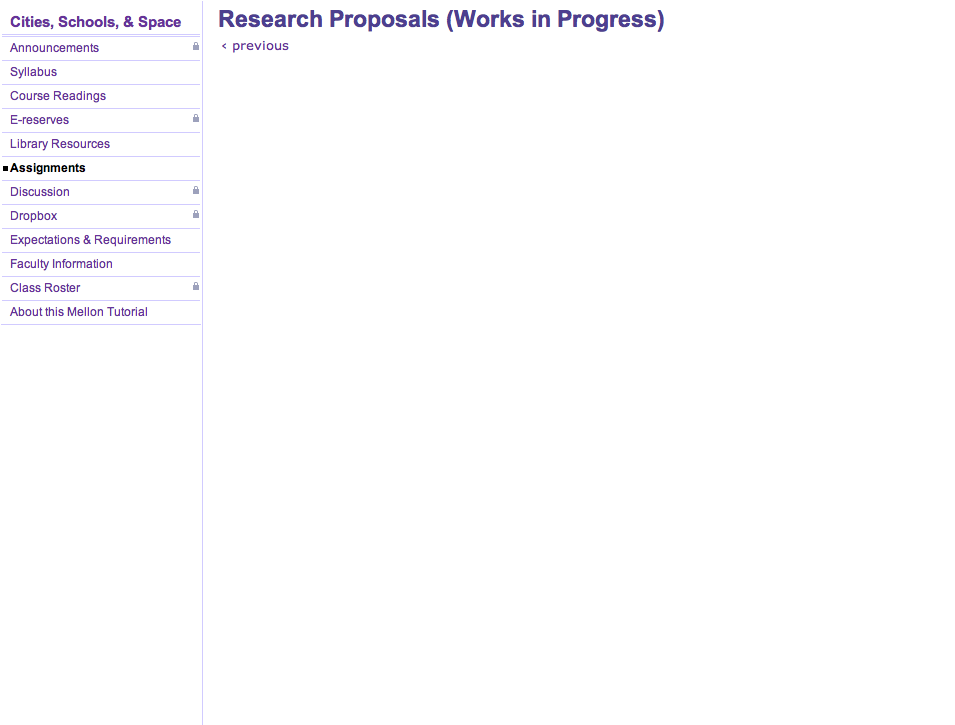 Cities, Schools, & Space
Announcements
Syllabus
Course Readings
E-reserves
Library Resources
Assignments
Discussion
Dropbox
Expectations & Requirements
Faculty Information
Class Roster
About this Mellon Tutorial
Research Proposals (Works in Progress)
‹ previous